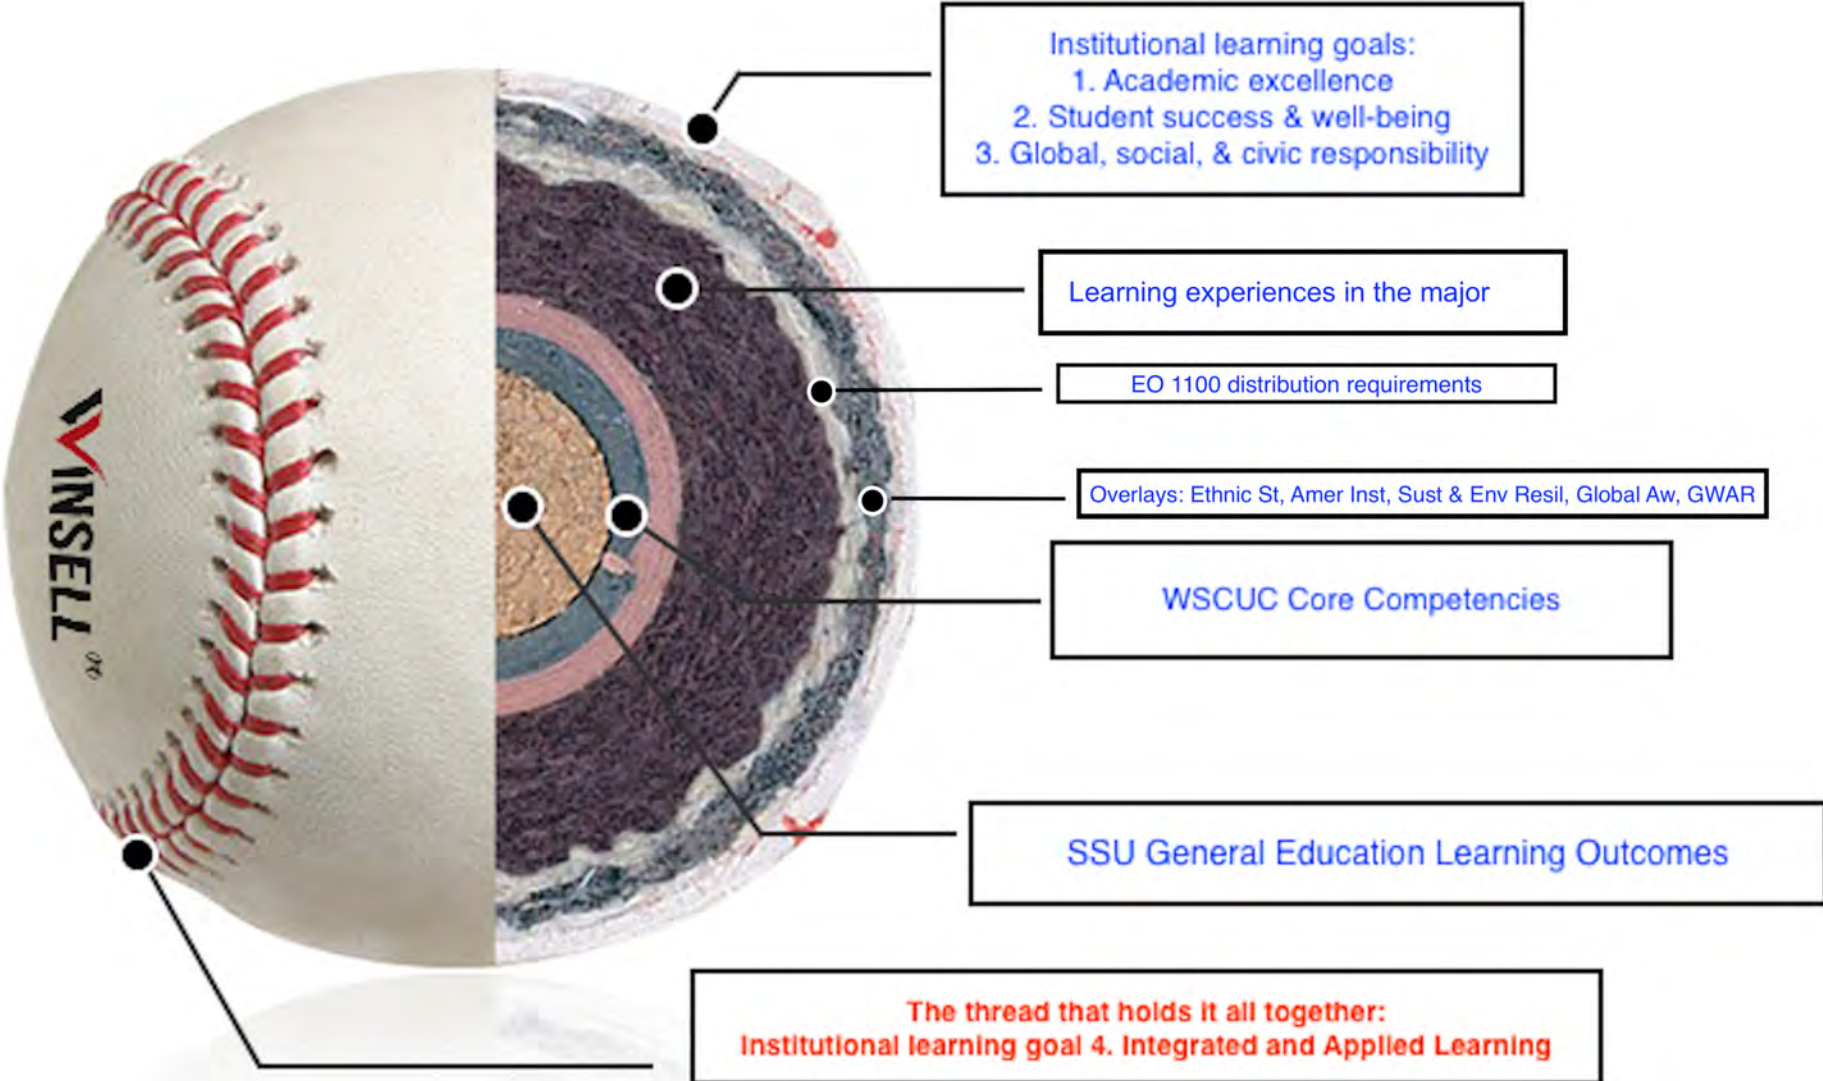 Institutional learning goals:
1. Academic excellence
2. Student success & well-being
3. Global, social, & civic responsibility
Learning experiences in the major
EO 1100 distribution requirements
Overlays: Ethnic St, Amer Inst, Sust & Env Resil, Global Aw, GWAR
WSCUC Core Competencies
SSU General Education Learning Outcomes
The thread that holds it all together:
Institutional learning goal 4. Integrated and Applied Learning
VINSELL ®